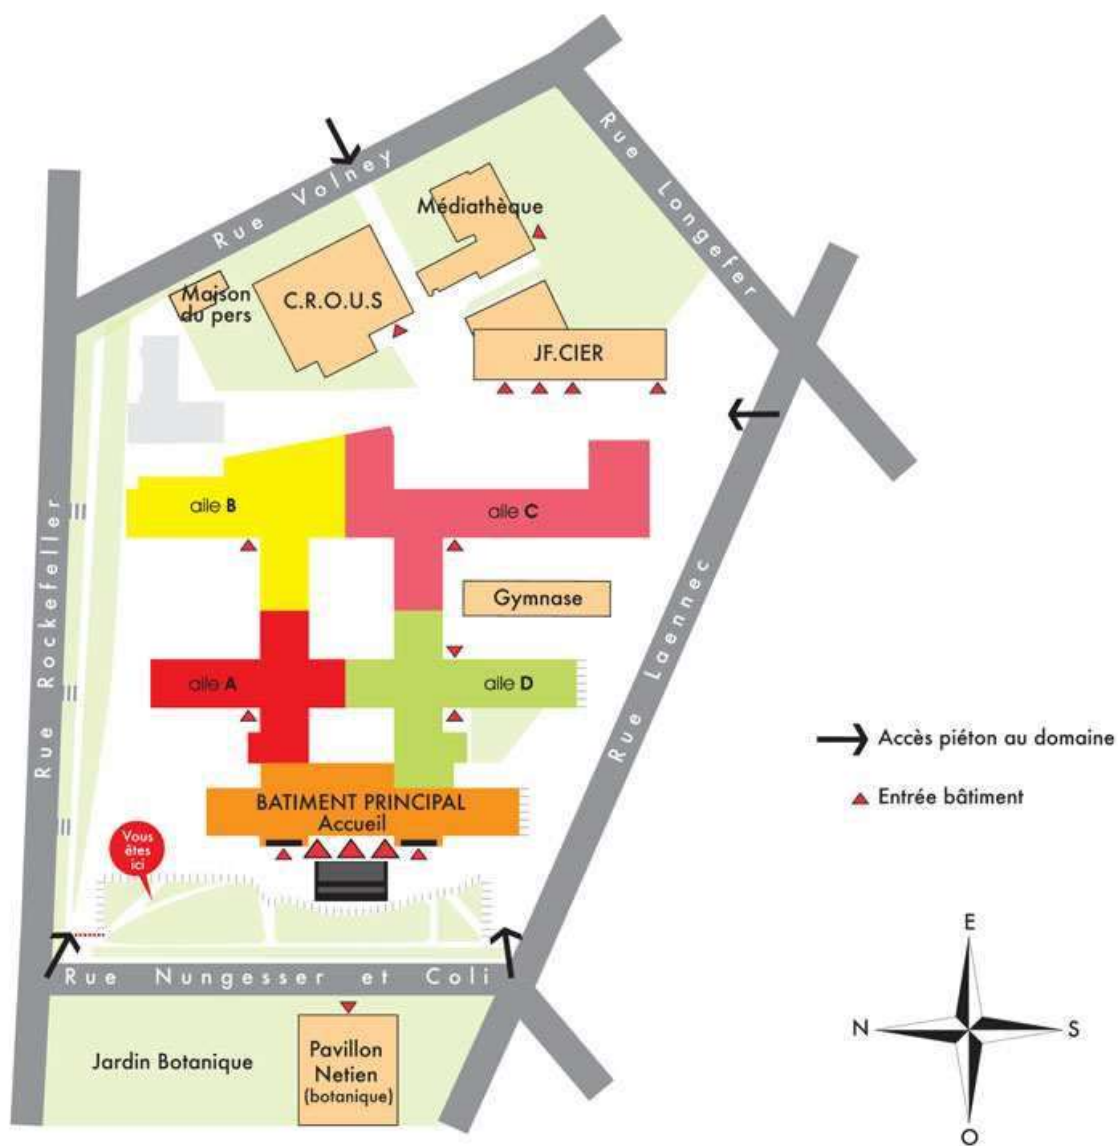 Rue Volney
Rue Longefer
Médiathèque
Maison
du pers
C.R.O.U.S
JF.CIER
aile B
aile C
Rue Rockefeller
Gymnase
Rue Laennec
aile A
aile D
Accès piéton au domaine
Entrée bâtiment
BATIMENT PRINCIPAL
Accueil
Vous
êtes
ici
Rue Nungesser et Coli
E
N
S
O
Jardin Botanique
Pavillon
Netien
(botanique)